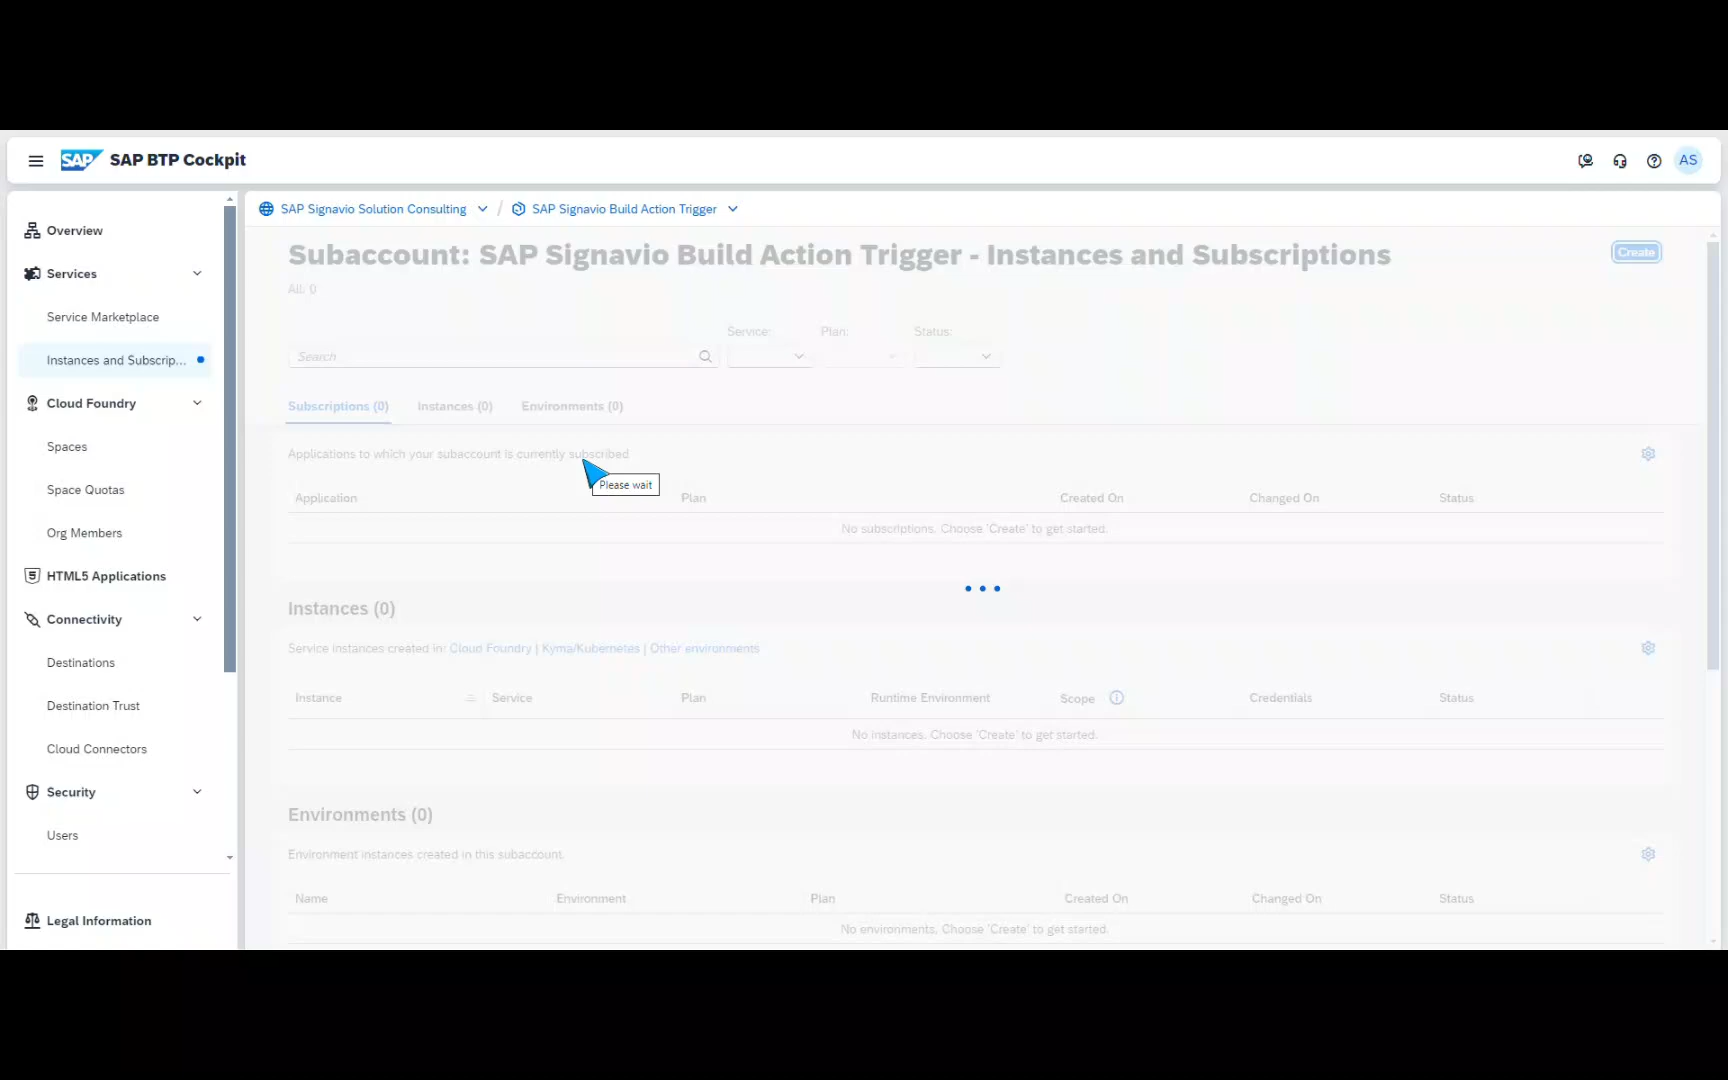 SAP SAP BTP Cockpit
AS
Overview
Services
Service Marketplace
Instances and Subscrip...
Cloud Foundry
Spaces
Space Quotas
Org Members
HTML5 Applications
Connectivity
Destinations
Destination Trust
Cloud Connectors
Security
Users
Legal Information
SAP Signavio Solution Consulting / SAP Signavio Build Action Trigger
Subaccount: SAP Signavio Build Action Trigger - Instances and Subscriptions
Create
All: 0
Service: Plan: Status:
Search
Subscriptions (0) Instances (0) Environments (0)
Applications to which your subaccount is currently subscribed.
Please wait
Application Plan Created On Changed On Status
No subscriptions. Choose 'Create' to get started.
Instances (0)
Service instances created in: Cloud Foundry | Kyma/Kubernetes | Other environments
Instance Service Plan Runtime Environment Scope Credentials Status
No instances. Choose 'Create' to get started.
Environments (0)
Environment instances created in this subaccount.
Name Environment Plan Created On Changed On Status
No environments. Choose 'Create' to get started.